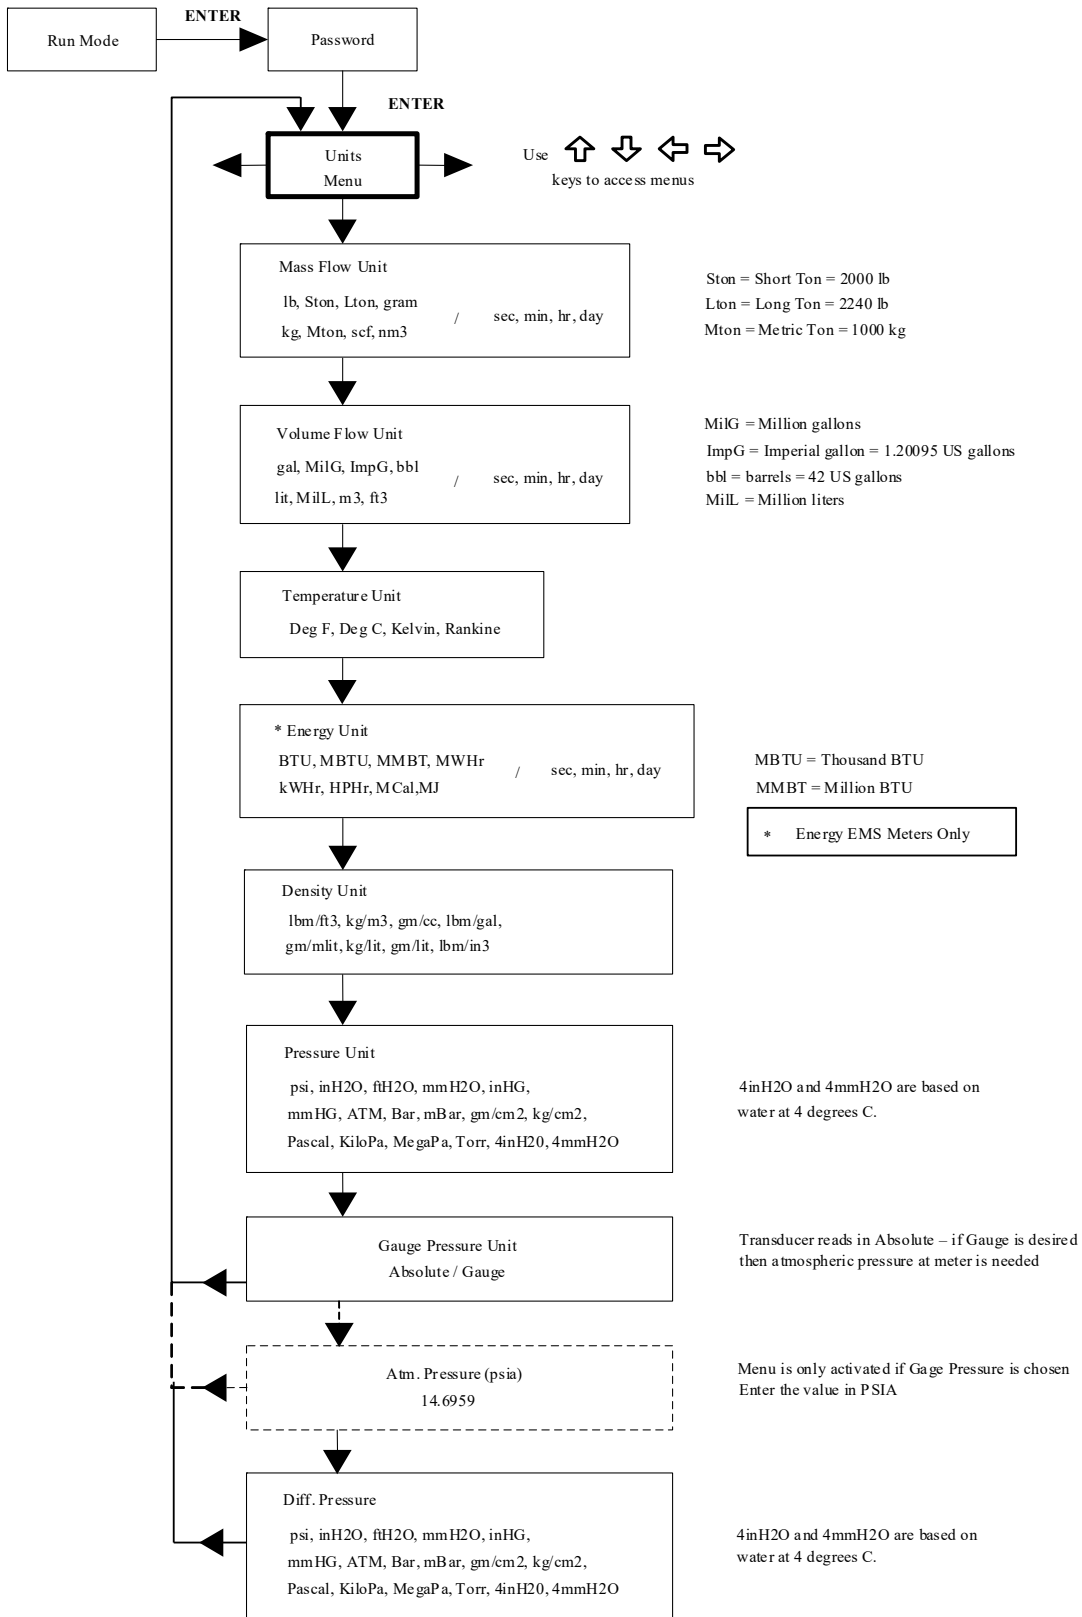 ENTER
Run Mode
Password
ENTER
Units
Menu
Use
keys to access menus
Mass Flow Unit
lb, Ston, Lton, gram
kg, Mton, scf, nm3
/
sec, min, hr, day
Ston = Short Ton = 2000 lb
Lton = Long Ton = 2240 lb
Mton = Metric Ton = 1000 kg
Volume Flow Unit
gal, MilG, ImpG, bbl
lit, MilL, m3, ft3
/
sec, min, hr, day
MilG = Million gallons
ImpG = Imperial gallon = 1.20095 US gallons
bbl = barrels = 42 US gallons
MilL = Million liters
Temperature Unit
Deg F, Deg C, Kelvin, Rankine
* Energy Unit
BTU, MBTU, MMBT, MWHr
kWHr, HPHr, MCal,MJ
/
sec, min, hr, day
MBTU = Thousand BTU
MMBT = Million BTU
* Energy EMS Meters Only
Density Unit
lbm/ft3, kg/m3, gm/cc, lbm/gal,
gm/mlit, kg/lit, gm/lit, lbm/in3
Pressure Unit
psi, inH2O, ftH2O, mmH2O, inHG,
mmHG, ATM, Bar, mBar, gm/cm2, kg/cm2,
Pascal, KiloPa, MegaPa, Torr, 4inH20, 4mmH2O
4inH2O and 4mmH2O are based on
water at 4 degrees C.
Gauge Pressure Unit
Absolute / Gauge
Transducer reads in Absolute – if Gauge is desired
then atmospheric pressure at meter is needed
Atm. Pressure (psia)
14.6959
Menu is only activated if Gage Pressure is chosen
Enter the value in PSIA
Diff. Pressure
psi, inH2O, ftH2O, mmH2O, inHG,
mmHG, ATM, Bar, mBar, gm/cm2, kg/cm2,
Pascal, KiloPa, MegaPa, Torr, 4inH20, 4mmH2O
4inH2O and 4mmH2O are based on
water at 4 degrees C.